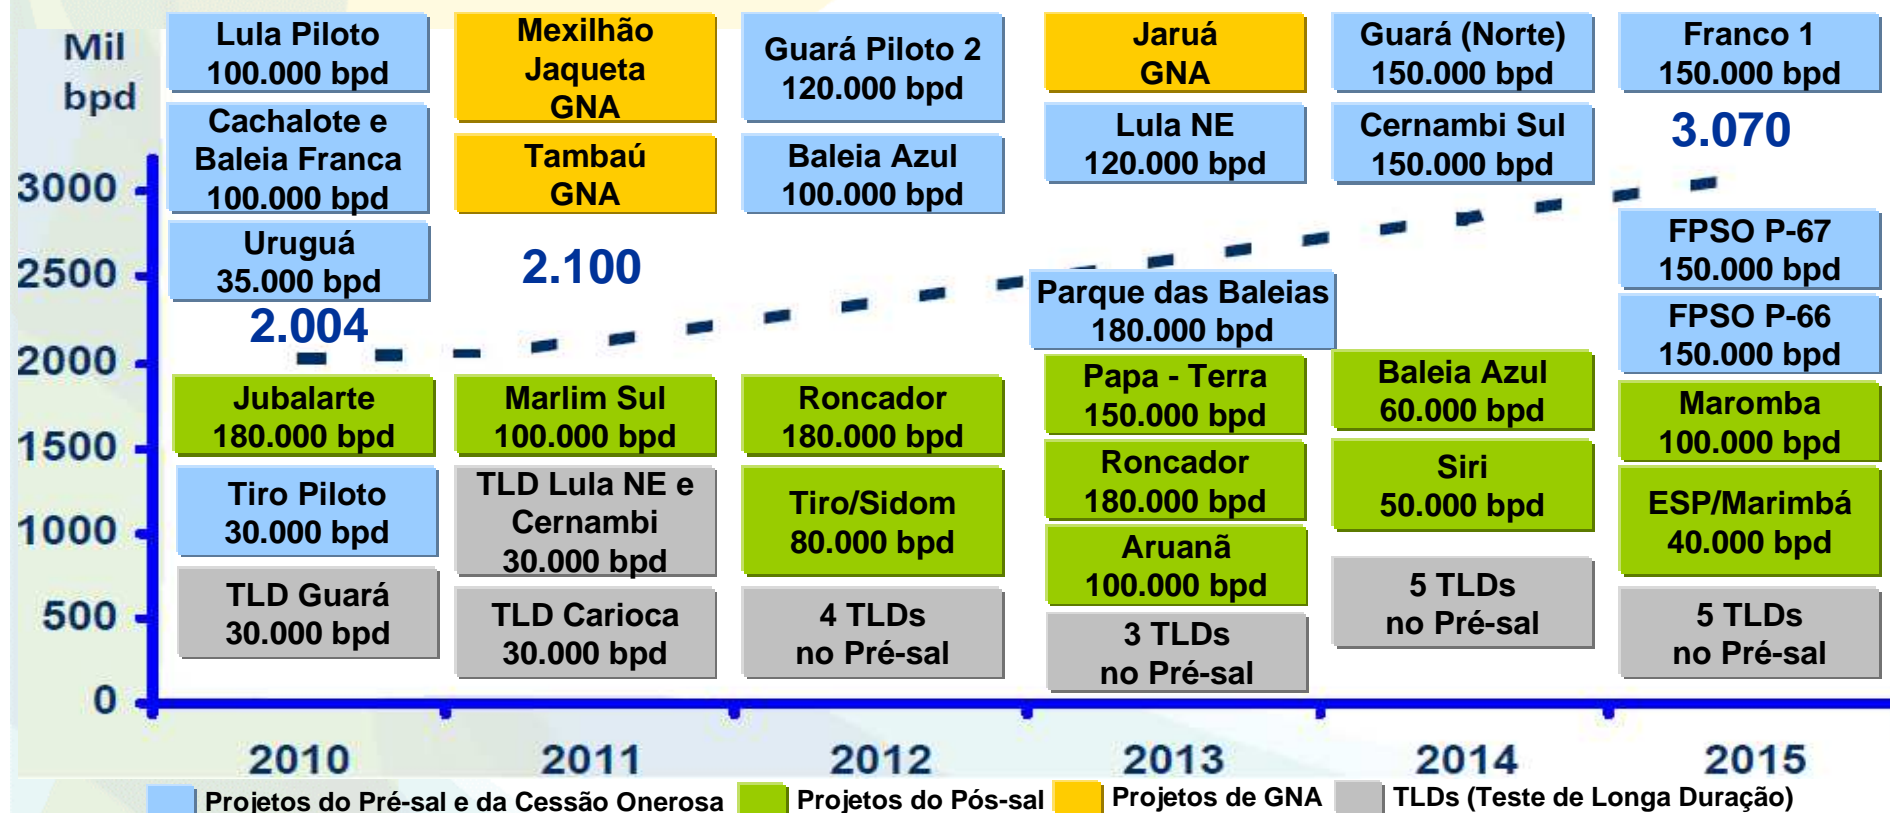 Mil
bpd
3000
2500
2000
1500
1000
500
0
Lula Piloto
100.000 bpd
Cachalote e
Baleia Franca
100.000 bpd
Uruguá
35.000 bpd
2.004
Jubalarte
180.000 bpd
Tiro Piloto
30.000 bpd
TLD Guará
30.000 bpd
Mexilhão
Jaqueta
GNA
Tambaú
GNA
2.100
Marlim Sul
100.000 bpd
TLD Lula NE e
Cernambi
30.000 bpd
TLD Carioca
30.000 bpd
Guará Piloto 2
120.000 bpd
Baleia Azul
100.000 bpd
Roncador
180.000 bpd
Tiro/Sidom
80.000 bpd
4 TLDs
no Pré-sal
Jaruá
GNA
Lula NE
120.000 bpd
Parque das Baleias
180.000 bpd
Papa - Terra
150.000 bpd
Roncador
180.000 bpd
Aruanã
100.000 bpd
3 TLDs
no Pré-sal
Guará (Norte)
150.000 bpd
Cernambi Sul
150.000 bpd
Baleia Azul
60.000 bpd
Siri
50.000 bpd
5 TLDs
no Pré-sal
Franco 1
150.000 bpd
3.070
FPSO P-67
150.000 bpd
FPSO P-66
150.000 bpd
Maromba
100.000 bpd
ESP/Marimbá
40.000 bpd
5 TLDs
no Pré-sal
2010 2011 2012 2013 2014 2015
Projetos do Pré-sal e da Cessão Onerosa Projetos do Pós-sal Projetos de GNA TLDs (Teste de Longa Duração)